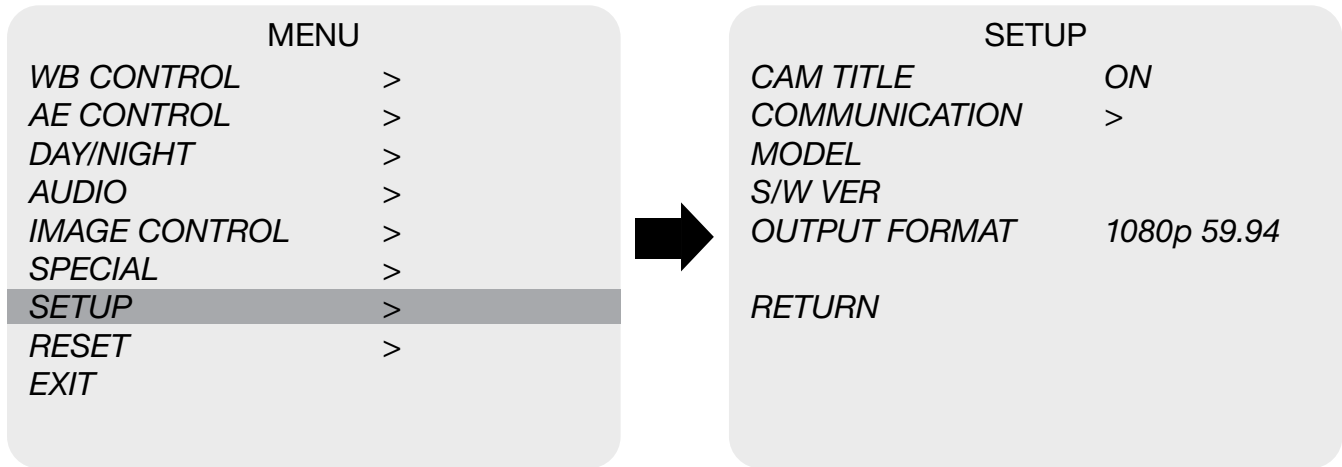 MENU
WB CONTROL >
AE CONTROL >
DAY/NIGHT >
AUDIO >
IMAGE CONTROL >
SPECIAL >
SETUP >
RESET >
EXIT
SETUP
CAM TITLE ON
COMMUNICATION >
MODEL
S/W VER
OUTPUT FORMAT 1080p 59.94
RETURN